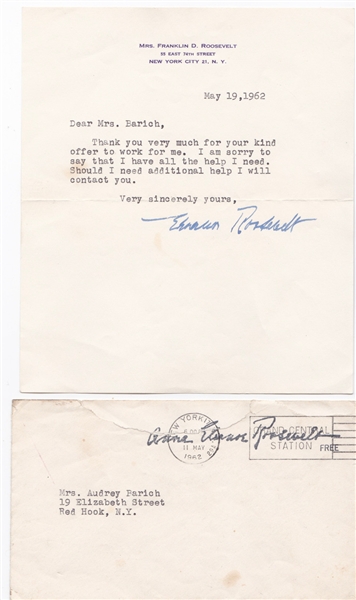 MRS. FRANKLIN D. ROOSEVELT
55 EAST 74TH STREET
NEW YORK CITY 21, N. Y.
May 19,1962
Dear Mrs. Barich,
Thank you very much for your kind
offer to work for me. I am sorry to
say that I have all the help I need.
Should I need additional help I will
contact you.
Very sincerely yours,
Eleanor Roosevelt
NEW YORK
11 MAY
1962
Anna Eleanor Roosevelt
GRAND CENTRAL
STATION
FREE
Mrs. Audrey Barich
19 Elizabeth Street
Red Hook, N.Y.